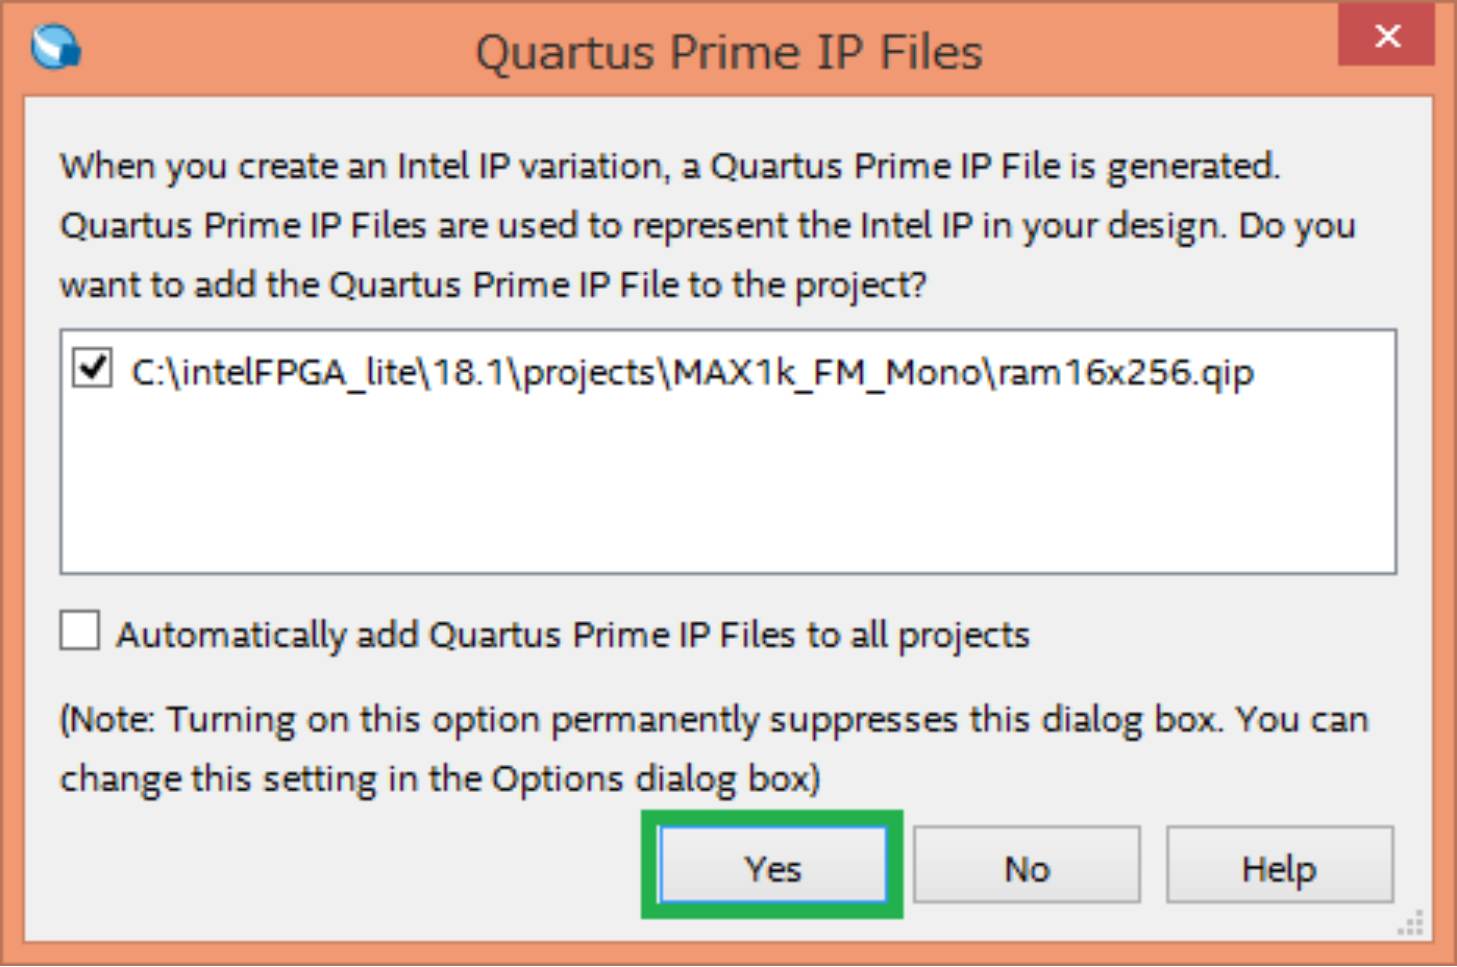 Quartus Prime IP Files
When you create an Intel IP variation, a Quartus Prime IP File is generated.
Quartus Prime IP Files are used to represent the Intel IP in your design. Do you
want to add the Quartus Prime IP File to the project?
C:\intelFPGA_lite\18.1\projects\MAX1k_FM_Mono\ram16x256.qip
Automatically add Quartus Prime IP Files to all projects
(Note: Turning on this option permanently suppresses this dialog box. You can
change this setting in the Options dialog box)
Yes No Help